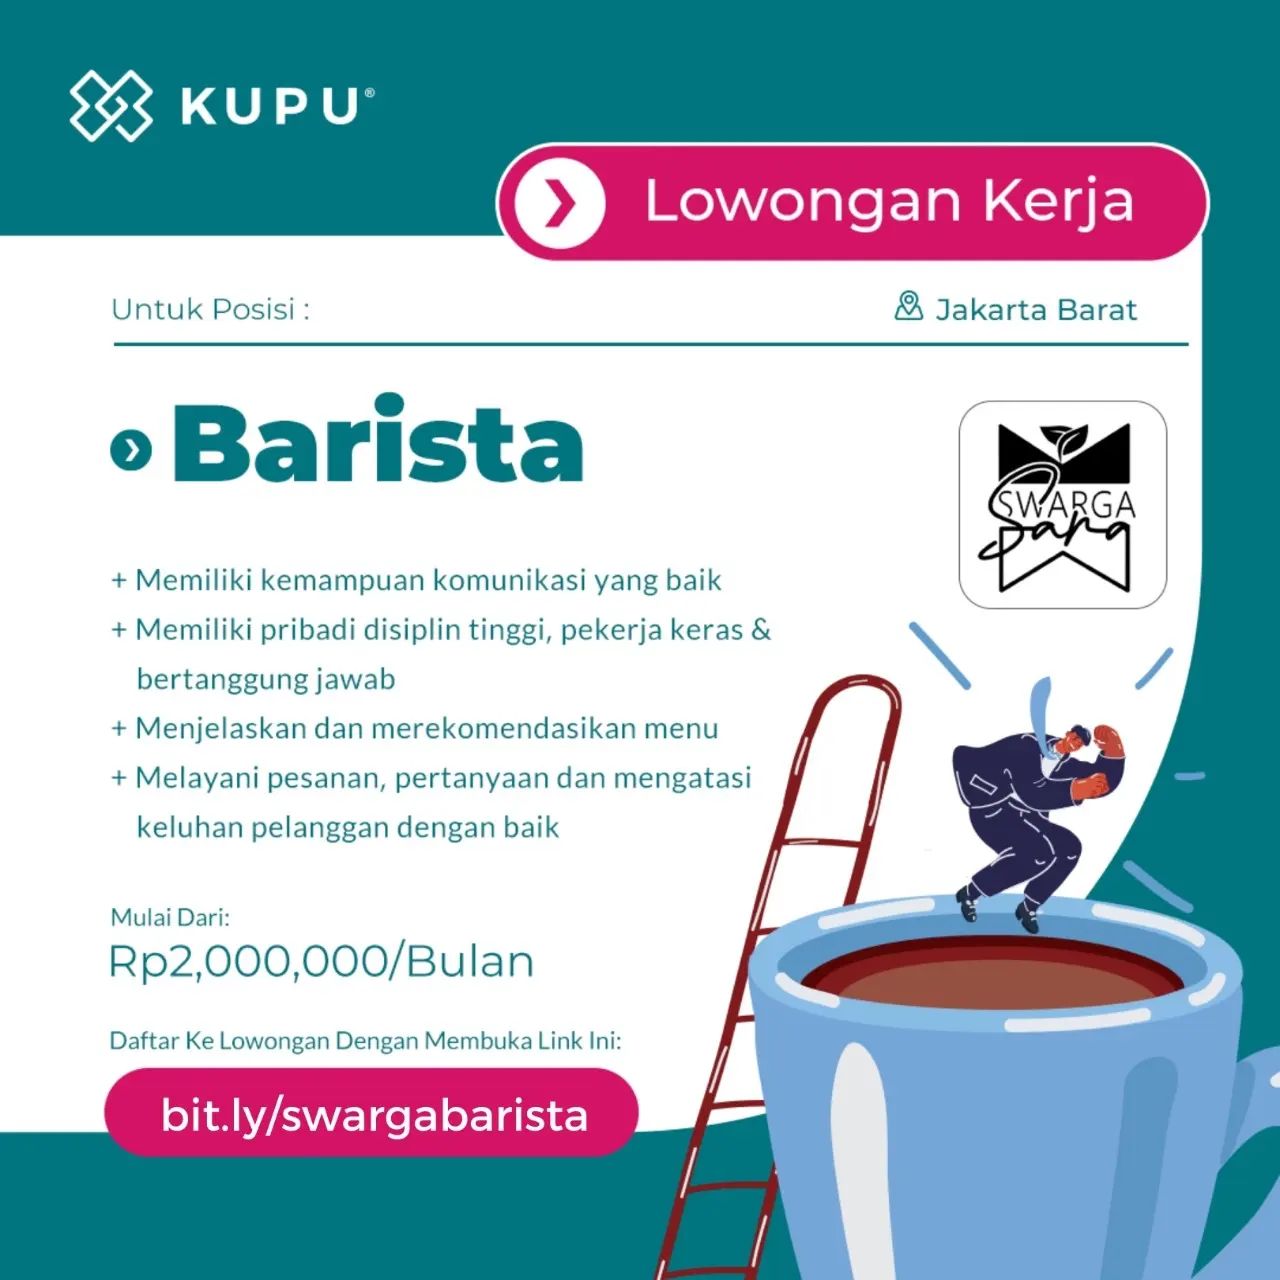 KUPU®
Lowongan Kerja
Untuk Posisi :
Jakarta Barat
Barista
SWARGA
Sara
+ Memiliki kemampuan komunikasi yang baik
+ Memiliki pribadi disiplin tinggi, pekerja keras &
bertanggung jawab
+ Menjelaskan dan merekomendasikan menu
+ Melayani pesanan, pertanyaan dan mengatasi
keluhan pelanggan dengan baik
Mulai Dari:
Rp2,000,000/Bulan
Daftar Ke Lowongan Dengan Membuka Link Ini:
bit.ly/swargabarista